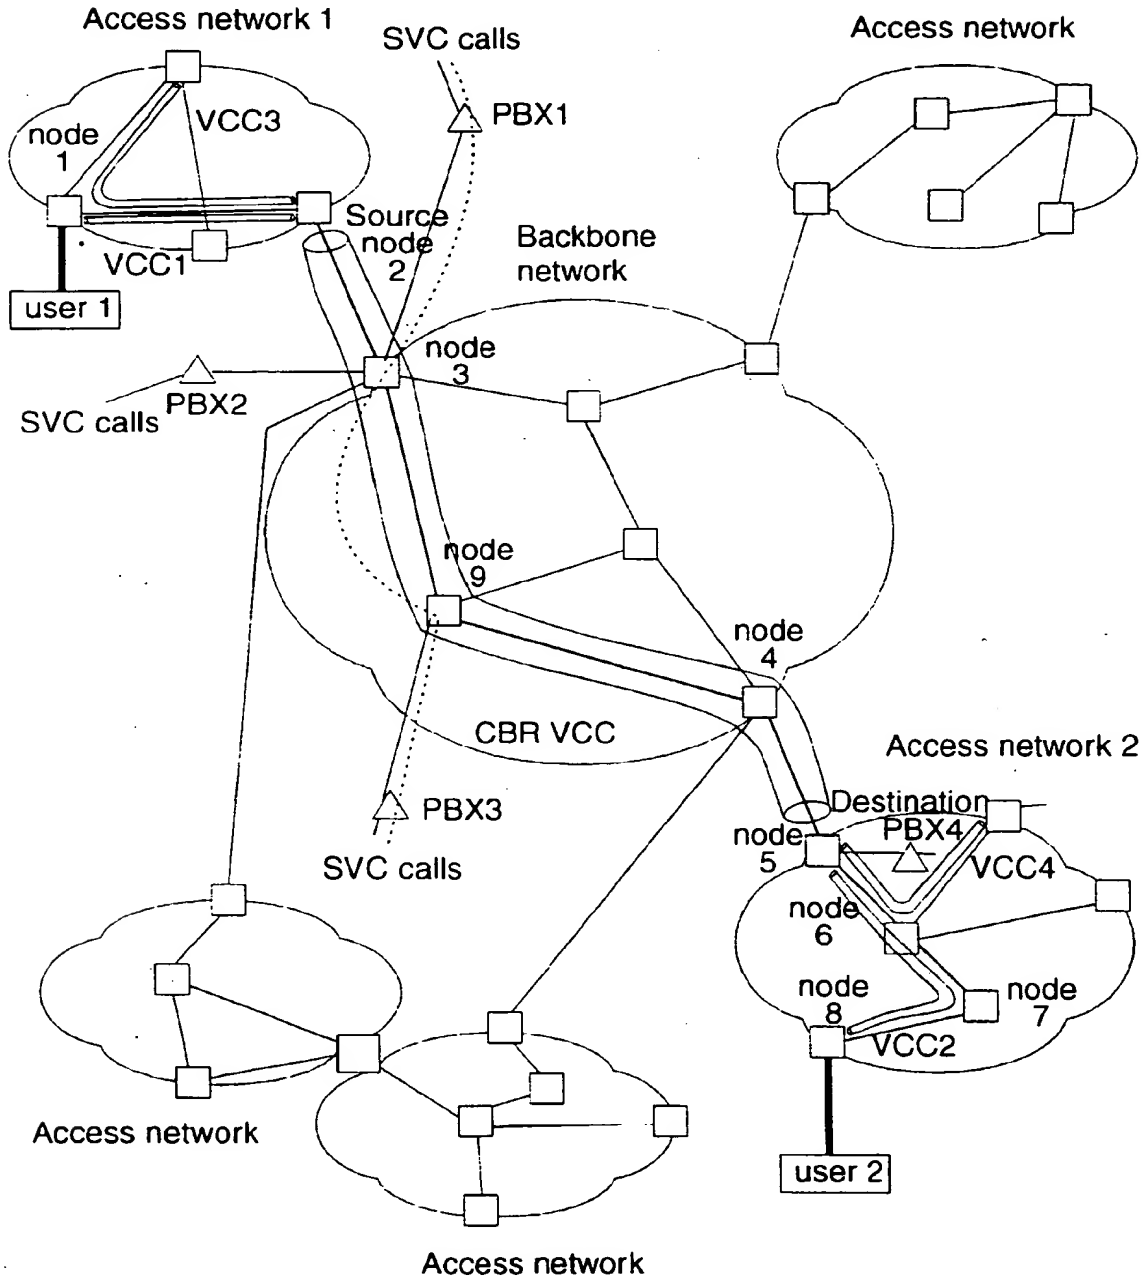 Access network 1
SVC calls
Access network
PBX1
VCC3
node
1
Source
node
2
Backbone
network
VCC1
user 1
node
3
PBX2
SVC calls
node
9
node
4
CBR VCC
Access network 2
Destination
PBX4
PBX3
node
5
SVC calls
VCC4
node
6
node
8
node
7
VCC2
Access network
user 2
Access network